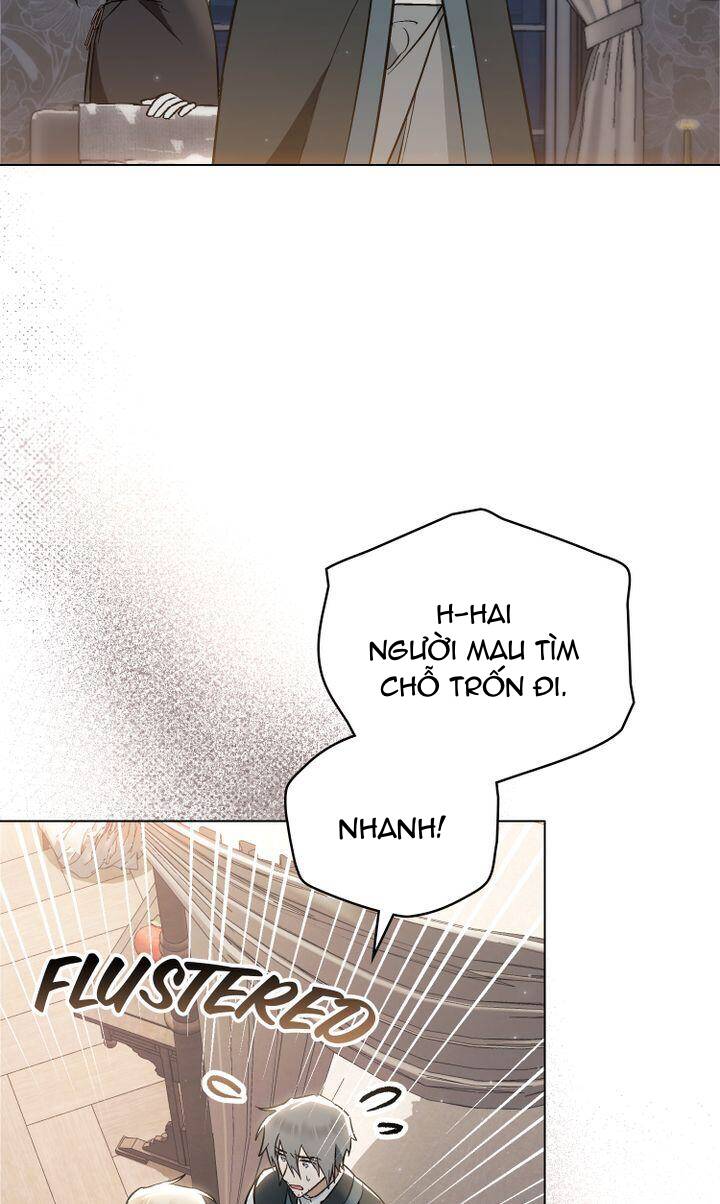 H-HAI
NGƯỜI MAU TÌM
CHỖ TRỐN ĐI.
NHANH!
FLUSTERED